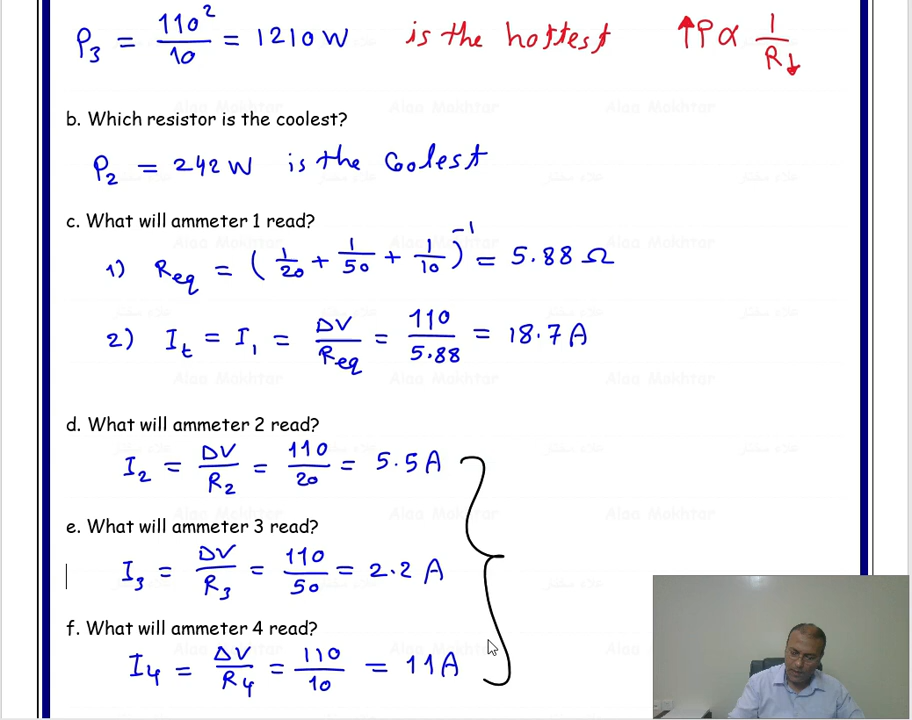 P₃ = 110²/10 = 1210 W is the hottest ↑P ∝ 1/R↓
b. Which resistor is the coolest?
P₂ = 242 W is the Coolest
c. What will ammeter 1 read?
1) Req = (1/20 + 1/50 + 1/10)⁻¹ = 5.88 Ω
2) It = I₁ = ΔV/Req = 110/5.88 = 18.7 A
d. What will ammeter 2 read?
I₂ = ΔV/R₂ = 110/20 = 5.5 A
e. What will ammeter 3 read?
I₃ = ΔV/R₃ = 110/50 = 2.2 A
f. What will ammeter 4 read?
I₄ = ΔV/R₄ = 110/10 = 11 A